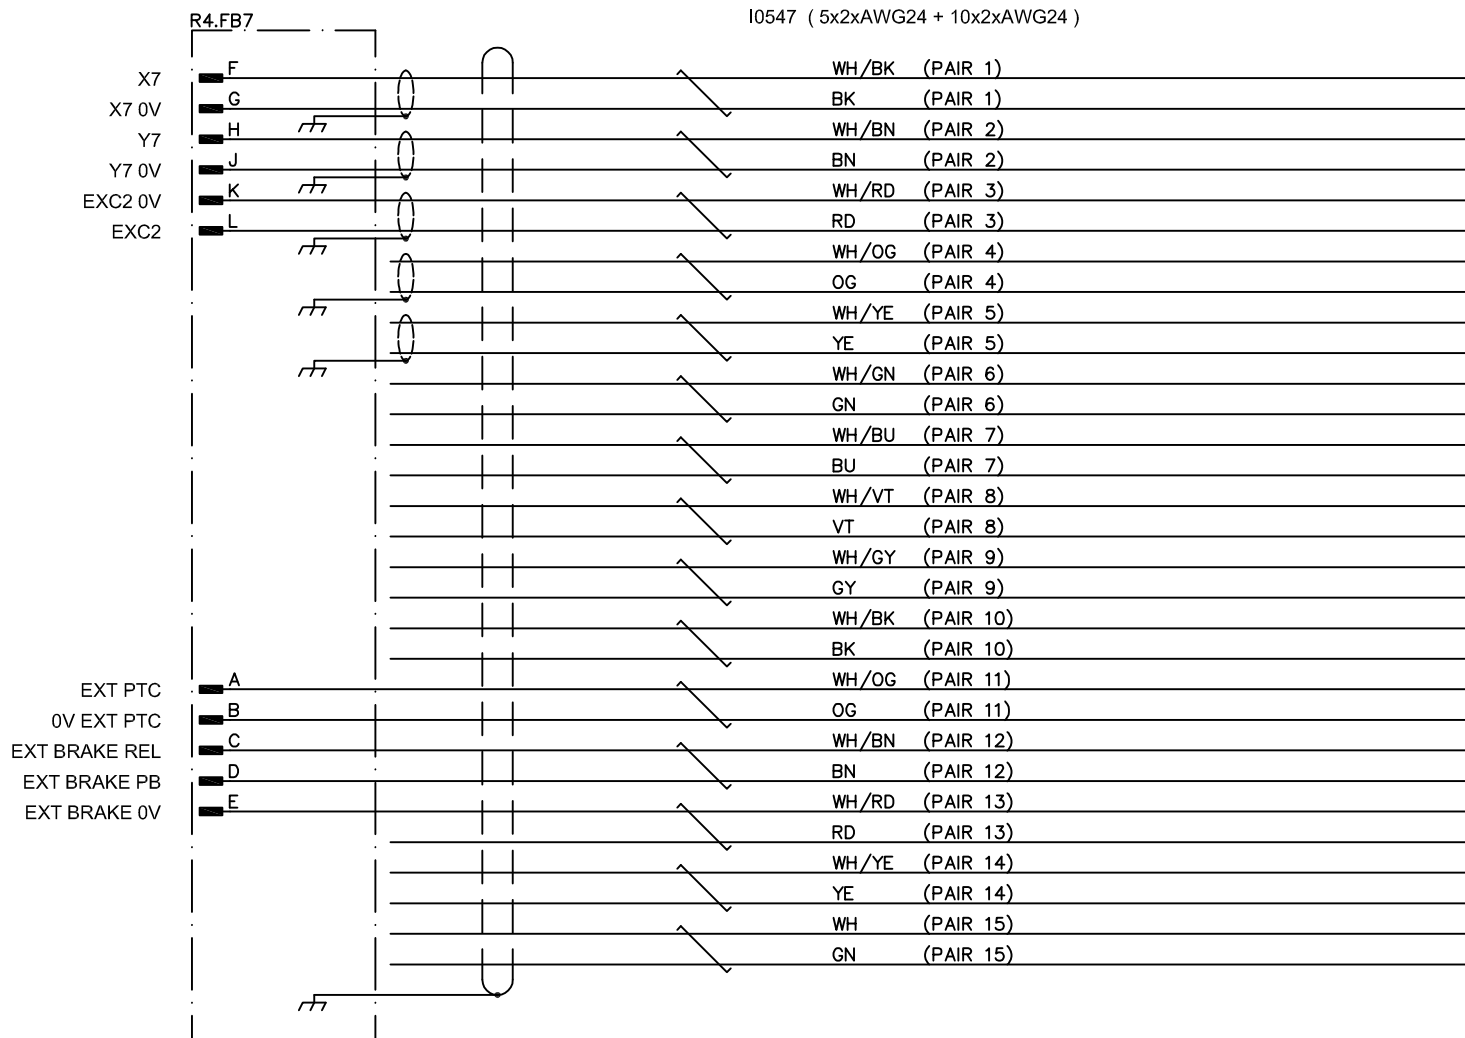 R4.FB7 I0547 ( 5x2xAWG24 + 10x2xAWG24 )
X7 F WH/BK (PAIR 1)
X7 0V G BK (PAIR 1)
Y7 H WH/BN (PAIR 2)
Y7 0V J BN (PAIR 2)
EXC2 0V K WH/RD (PAIR 3)
EXC2 L RD (PAIR 3)
WH/OG (PAIR 4)
OG (PAIR 4)
WH/YE (PAIR 5)
YE (PAIR 5)
WH/GN (PAIR 6)
GN (PAIR 6)
WH/BU (PAIR 7)
BU (PAIR 7)
WH/VT (PAIR 8)
VT (PAIR 8)
WH/GY (PAIR 9)
GY (PAIR 9)
WH/BK (PAIR 10)
BK (PAIR 10)
EXT PTC A WH/OG (PAIR 11)
0V EXT PTC B OG (PAIR 11)
EXT BRAKE REL C WH/BN (PAIR 12)
EXT BRAKE PB D BN (PAIR 12)
EXT BRAKE 0V E WH/RD (PAIR 13)
RD (PAIR 13)
WH/YE (PAIR 14)
YE (PAIR 14)
WH (PAIR 15)
GN (PAIR 15)